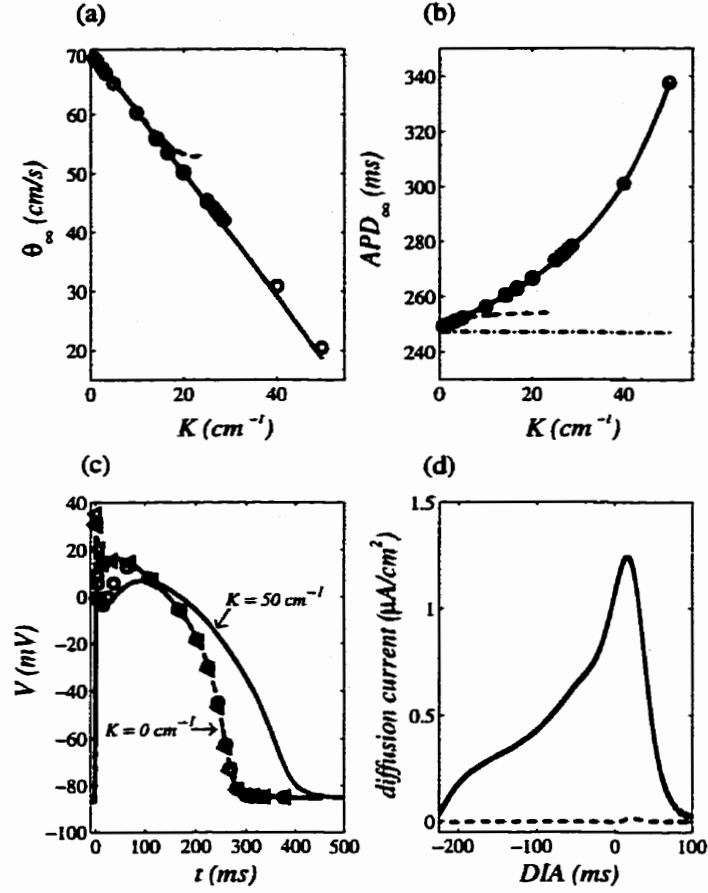 (a)
70
60
50
40
30
20
0
20
40
θ∞ (cm/s)
K (cm⁻¹)
(b)
340
320
300
280
260
240
0
20
40
APD∞ (ms)
K (cm⁻¹)
(c)
40
20
0
−20
−40
−60
−80
−100
0
100
200
300
400
500
V (mV)
t (ms)
K = 50 cm⁻¹
K = 0 cm⁻¹
(d)
1.5
1
0.5
0
−200
−100
0
100
diffusion current (μA/cm²)
DIA (ms)